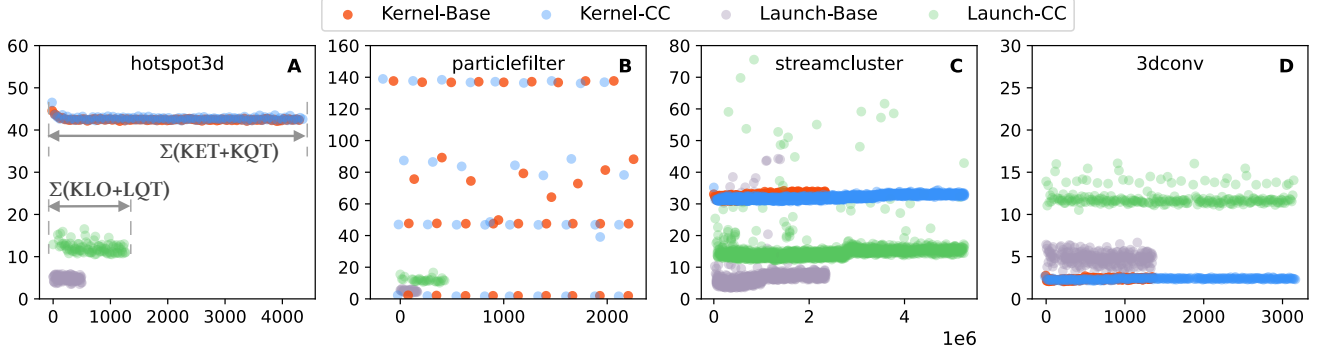 Kernel-Base Kernel-CC Launch-Base Launch-CC
hotspot3d A
60
50
40
30
20
10
0
Σ(KET+KQT)
Σ(KLO+LQT)
0 1000 2000 3000 4000
particlefilter B
160
140
120
100
80
60
40
20
0
0 1000 2000
streamcluster C
80
70
60
50
40
30
20
10
0
0 2 4
1e6
3dconv D
30
25
20
15
10
5
0
0 1000 2000 3000